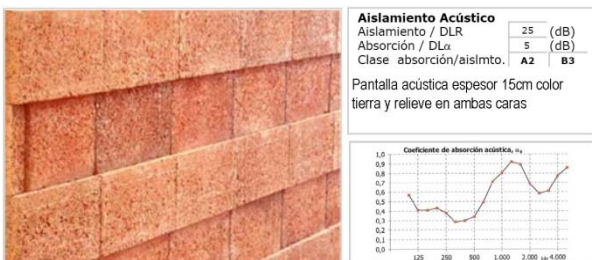 Aislamiento Acústico
Aislamiento / DLR 25 (dB)
Absorción / DLα 5 (dB)
Clase absorción/aislmto. A2 B3
Pantalla acústica espesor 15cm color
tierra y relieve en ambas caras
Coeficiente de absorción acústica, αs
1,0
0,9
0,8
0,7
0,6
0,5
0,4
0,3
0,2
0,1
0,0
125 250 500 1.000 2.000 4.000